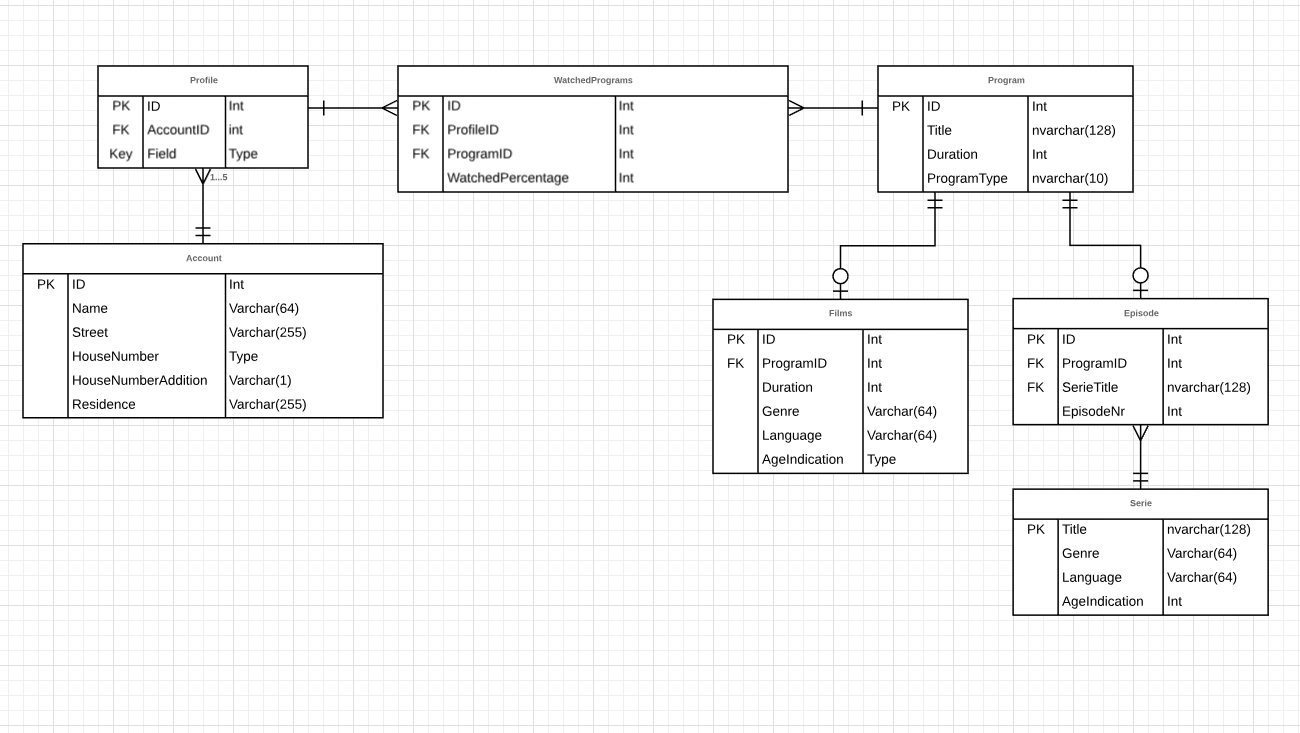 Profile
PK ID Int
FK AccountID int
Key Field Type
1...5
WatchedPrograms
PK ID Int
FK ProfileID Int
FK ProgramID Int
WatchedPercentage Int
Program
PK ID Int
Title nvarchar(128)
Duration Int
ProgramType nvarchar(10)
Account
PK ID Int
Name Varchar(64)
Street Varchar(255)
HouseNumber Type
HouseNumberAddition Varchar(1)
Residence Varchar(255)
Films
PK ID Int
FK ProgramID Int
Duration Int
Genre Varchar(64)
Language Varchar(64)
AgeIndication Type
Episode
PK ID Int
FK ProgramID Int
FK SerieTitle nvarchar(128)
EpisodeNr Int
Serie
PK Title nvarchar(128)
Genre Varchar(64)
Language Varchar(64)
AgeIndication Int